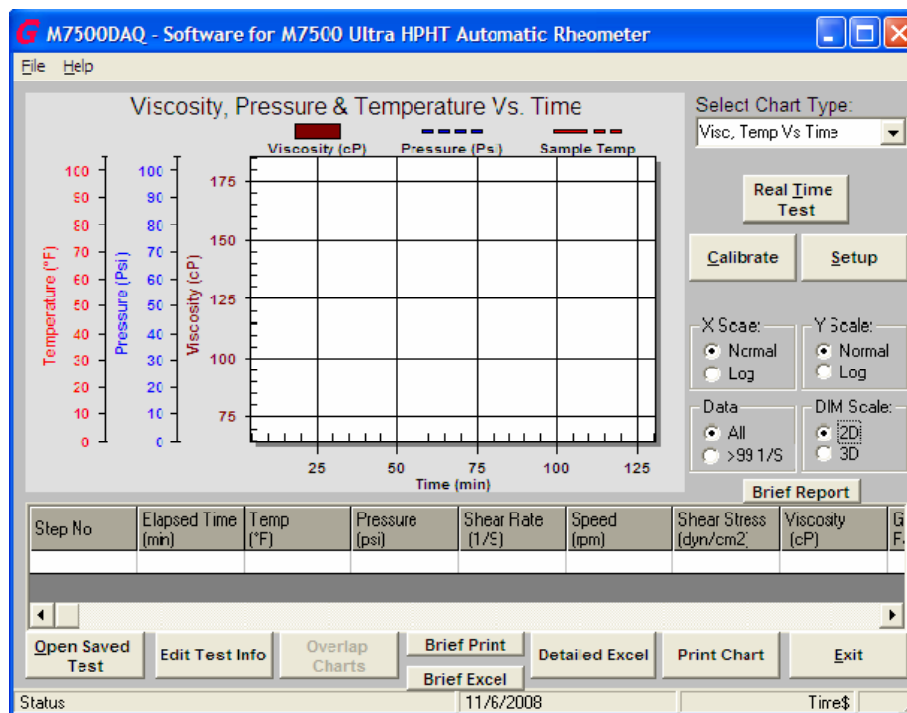 G M7500DAQ - Software for M7500 Ultra HPHT Automatic Rheometer
File Help
Viscosity, Pressure & Temperature Vs. Time
Viscosity (cP) Pressure (Psi) Sample Temp
Temperature (°F)
100
90
80
70
60
50
40
30
20
10
0
Pressure (Psi)
100
90
80
70
60
50
40
30
20
10
0
Viscosity (cP)
175
150
125
100
75
25 50 75 100 125
Time (min)
Select Chart Type:
Visc, Temp Vs Time
Real Time
Test
Calibrate Setup
X Scale: Y Scale:
Normal Normal
Log Log
Data DIM Scale:
All 2D
>99 1/S 3D
Brief Report
Step No Elapsed Time Temp Pressure Shear Rate Speed Shear Stress Viscosity G
(min) (°F) (psi) (1/S) (rpm) (dyn/cm2) (cP) F
Open Saved
Test
Edit Test Info
Overlap
Charts
Brief Print
Brief Excel
Detailed Excel
Print Chart
Exit
Status 11/6/2008 Time$